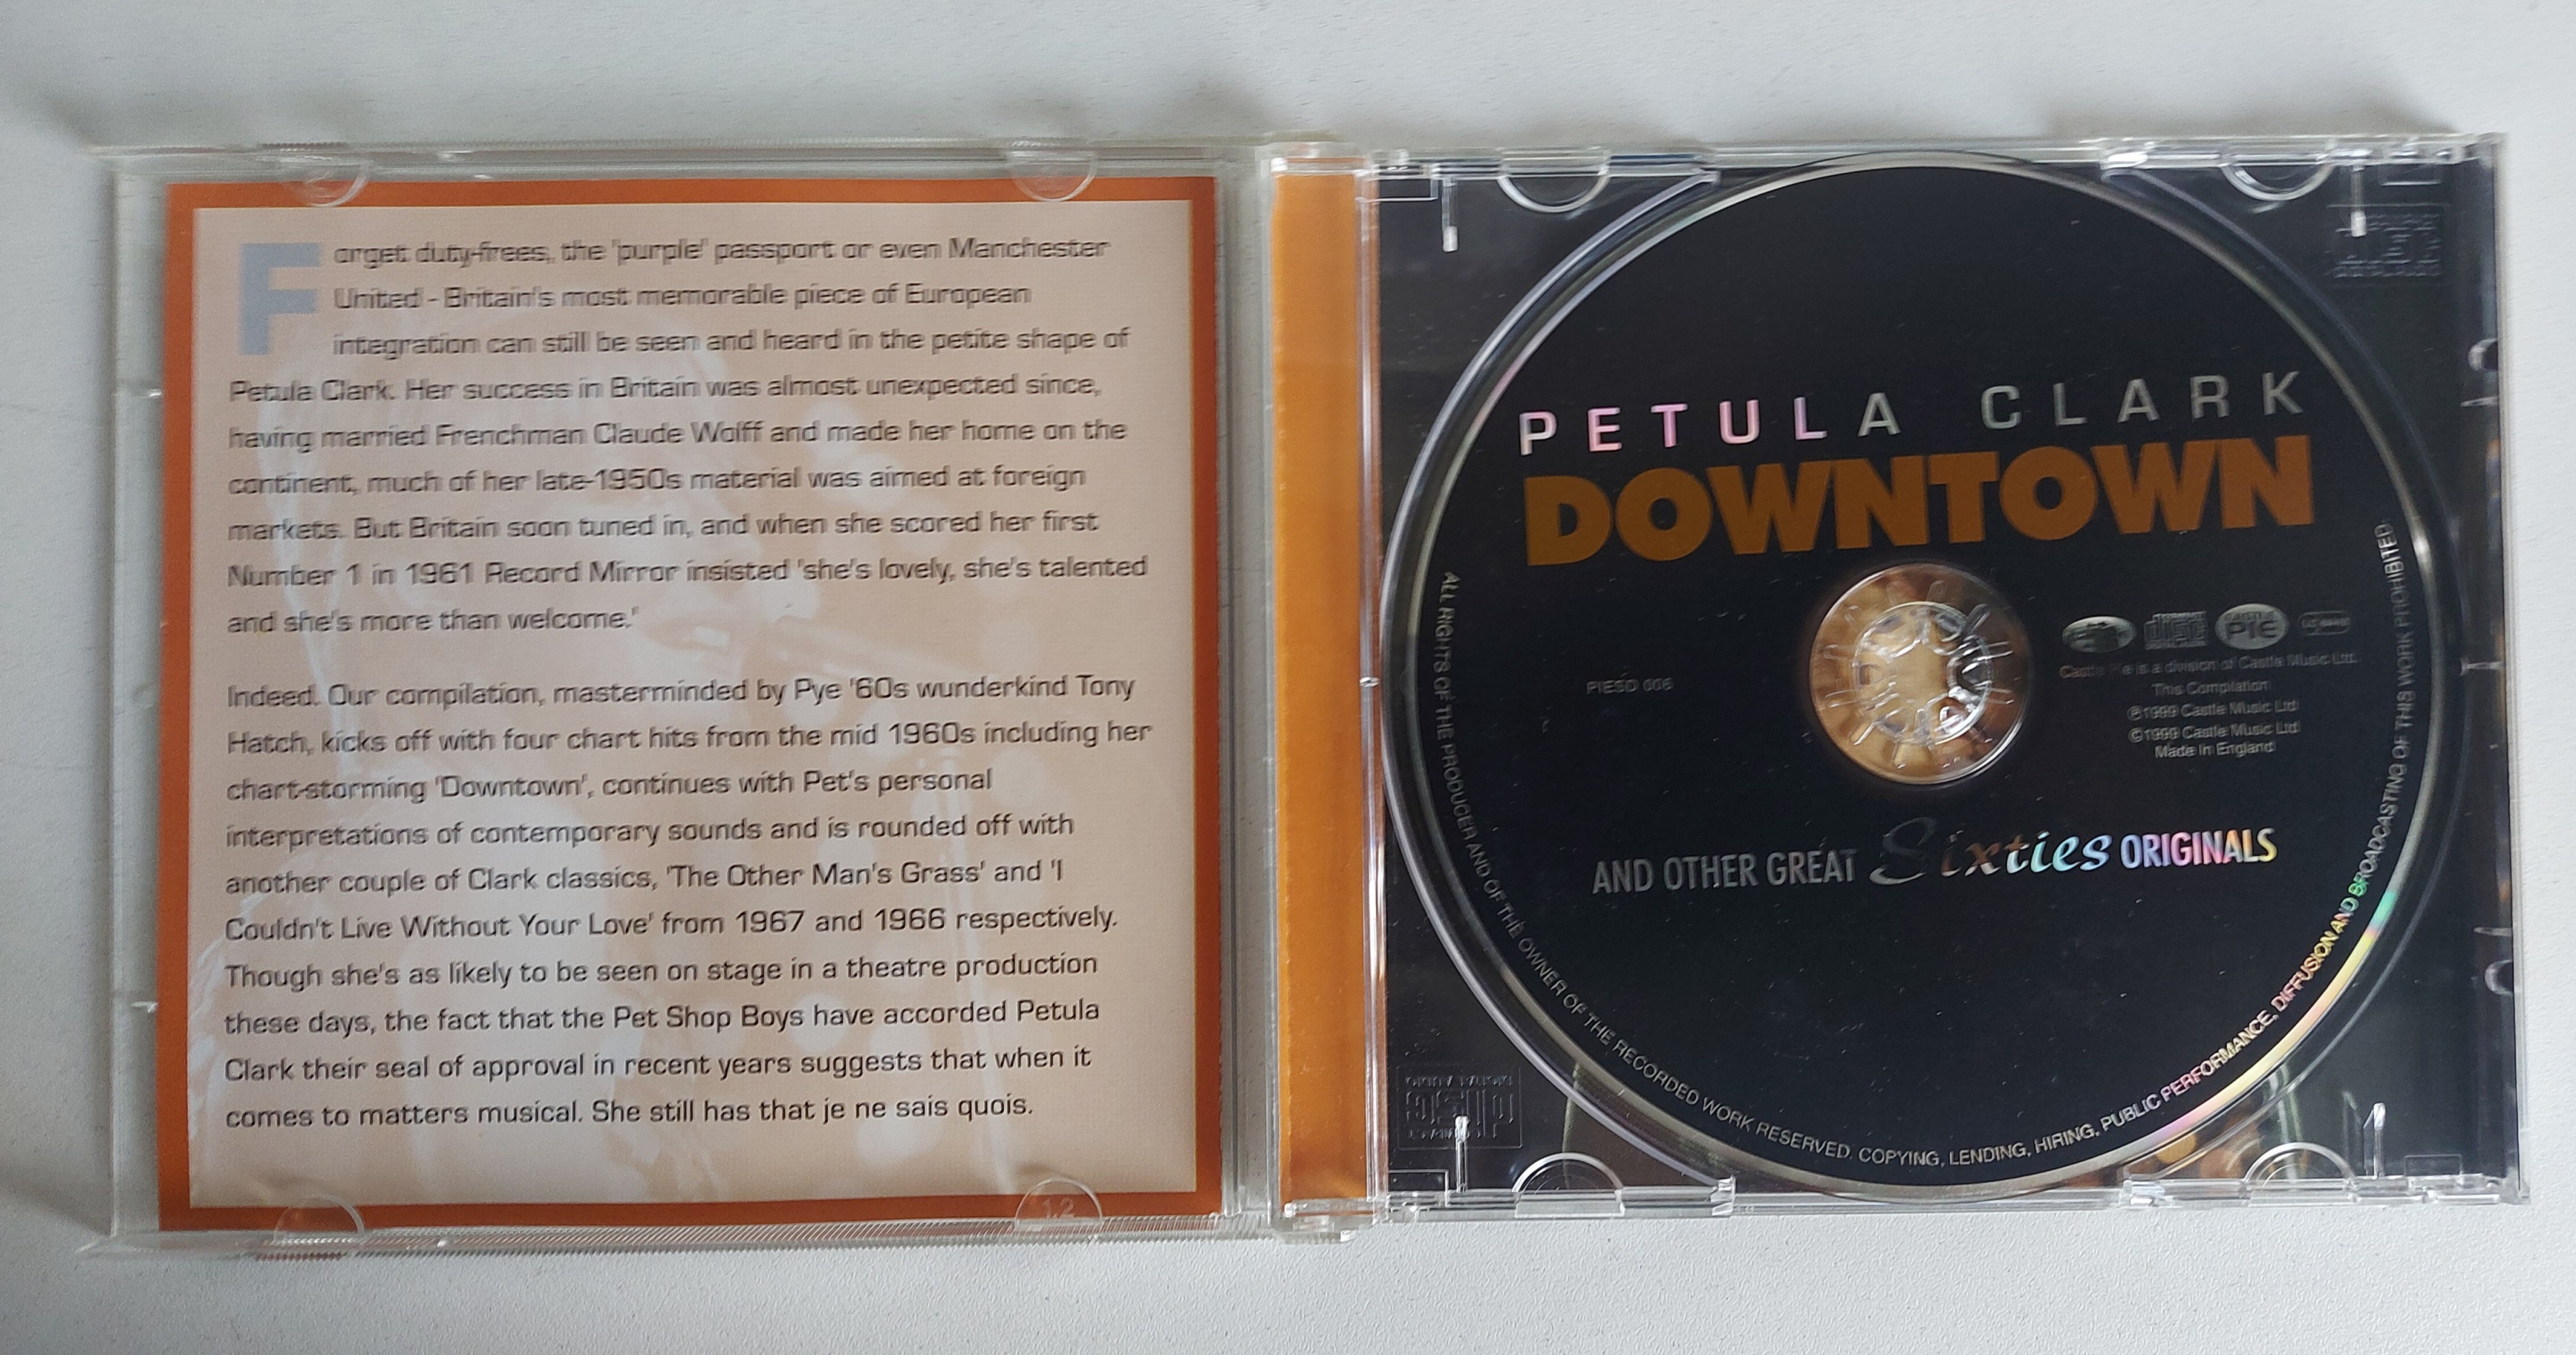 Forget duty-frees, the 'purple' passport or even Manchester
United - Britain's most memorable piece of European
integration can still be seen and heard in the petite shape of
Petula Clark. Her success in Britain was almost unexpected since,
having married Frenchman Claude Wolff and made her home on the
continent, much of her late-1950s material was aimed at foreign
markets. But Britain soon tuned in, and when she scored her first
Number 1 in 1961 Record Mirror insisted 'she's lovely, she's talented
and she's more than welcome.'
Indeed. Our compilation, masterminded by Pye '60s wunderkind Tony
Hatch, kicks off with four chart hits from the mid 1960s including her
chart-storming 'Downtown', continues with Pet's personal
interpretations of contemporary sounds and is rounded off with
another couple of Clark classics, 'The Other Man's Grass' and 'I
Couldn't Live Without Your Love' from 1967 and 1966 respectively.
Though she's as likely to be seen on stage in a theatre production
these days, the fact that the Pet Shop Boys have accorded Petula
Clark their seal of approval in recent years suggests that when it
comes to matters musical. She still has that je ne sais quois.
1.2
PETULA CLARK
DOWNTOWN
PIESD 006
PIE
Castle Pie is a division of Castle Music Ltd.
This Compilation
℗1999 Castle Music Ltd
©1999 Castle Music Ltd
Made in England
AND OTHER GREAT Sixties ORIGINALS
ALL RIGHTS OF THE PRODUCER AND OF THE OWNER OF THE RECORDED WORK RESERVED. COPYING, LENDING, HIRING, PUBLIC PERFORMANCE, DIFFUSION AND BROADCASTING OF THIS WORK PROHIBITED.